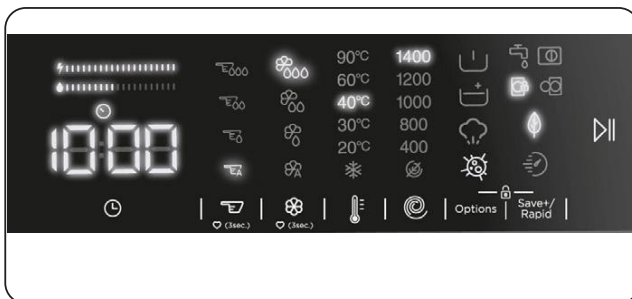 90°C 1400
60°C 1200
40°C 1000
30°C 800
20°C 400
A A
10:00
Options Save+/
Rapid
(3sec.) (3sec.)